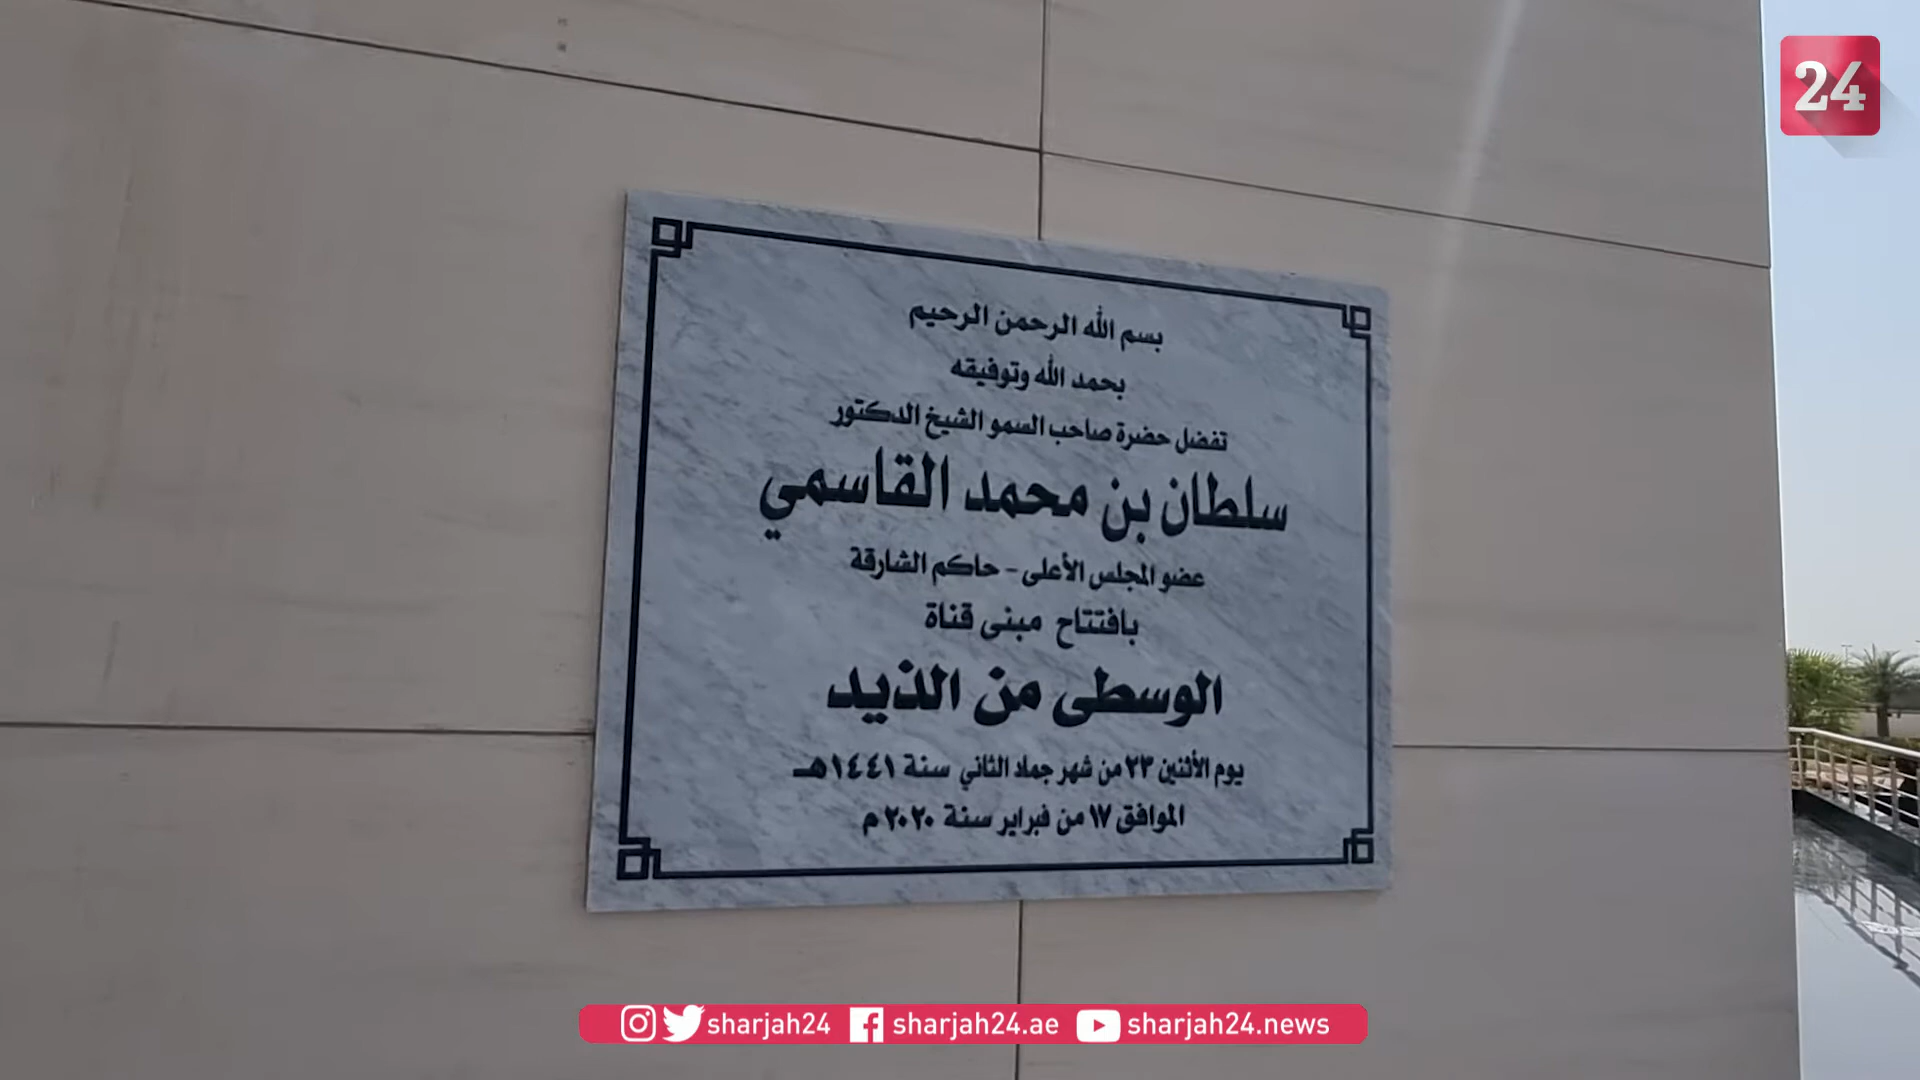 24
بسم الله الرحمن الرحيم
بحمد الله وتوفيقه
تفضل حضرة صاحب السمو الشيخ الدكتور
سلطان بن محمد القاسمي
عضو المجلس الأعلى - حاكم الشارقة
بافتتاح مبنى قناة
الوسطى من الذيد
يوم الأثنين ٢٣ من شهر جماد الثاني سنة ١٤٤١هـ
الموافق ١٧ من فبراير سنة ٢٠٢٠ م
sharjah24 sharjah24.ae sharjah24.news